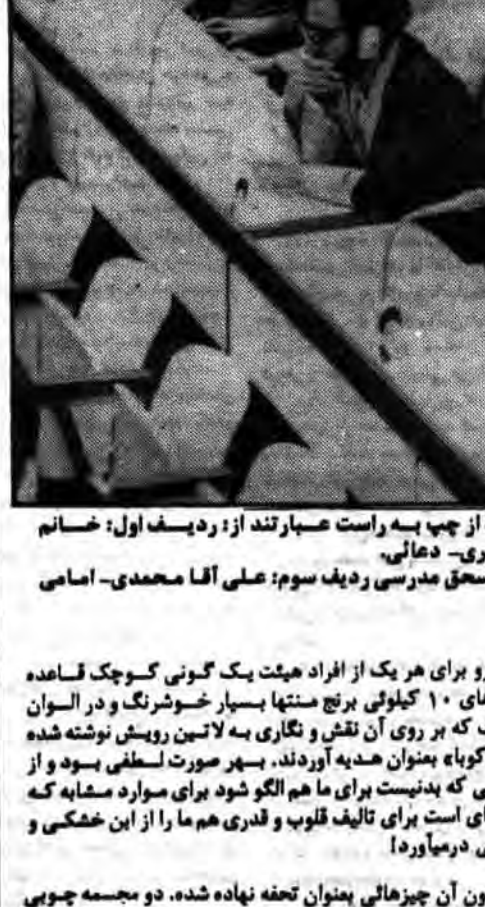 از چپ به راست عبارتند از: ردیف اول: خانم
ری- دعائی.
سحق مدرسی ردیف سوم: علی آقا محمدی- امامی
رو برای هر یک از افراد هیئت یک گونی کوچک قاعده
های ۱۰ کیلوئی برنج منتها بسیار خوشرنگ و در الوان
ف که بر روی آن نقش و نگاری به لاتین رویش نوشته شده
کوبا» بعنوان هدیه آوردند. بهر صورت لطفی بود و از
ی که بدنیست برای ما هم الگو شود برای موارد مشابه که
ای است برای تالیف قلوب و قدری هم ما را از این خشکی و
ی درمیآورد!
ون آن چیزهائی بعنوان تحفه نهاده شده. دو مجسمه چوبی